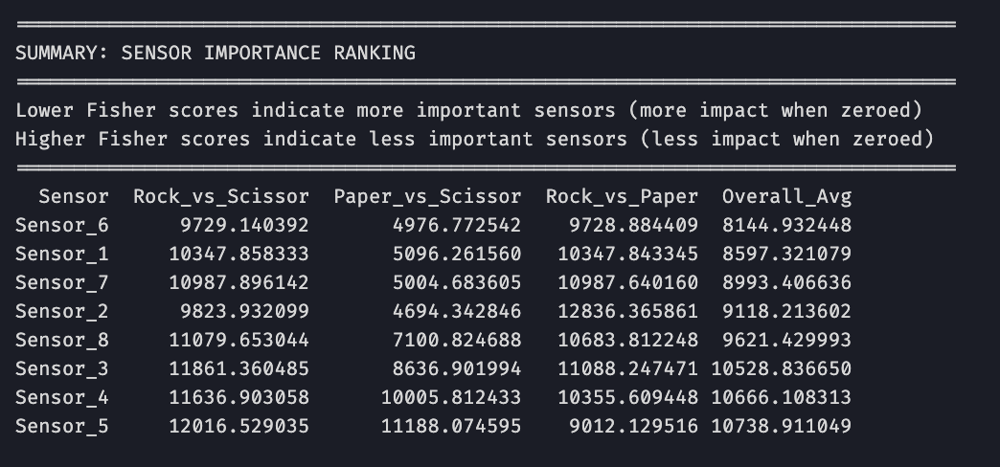 ================================================================================
SUMMARY: SENSOR IMPORTANCE RANKING
================================================================================
Lower Fisher scores indicate more important sensors (more impact when zeroed)
Higher Fisher scores indicate less important sensors (less impact when zeroed)
================================================================================
  Sensor  Rock_vs_Scissor  Paper_vs_Scissor  Rock_vs_Paper  Overall_Avg
Sensor_6      9729.140392       4976.772542    9728.884409  8144.932448
Sensor_1     10347.858333       5096.261560   10347.843345  8597.321079
Sensor_7     10987.896142       5004.683605   10987.640160  8993.406636
Sensor_2      9823.932099       4694.342846   12836.365861  9118.213602
Sensor_8     11079.653044       7100.824688   10683.812248  9621.429993
Sensor_3     11861.360485       8636.901994   11088.247471 10528.836650
Sensor_4     11636.903058      10005.812433   10355.609448 10666.108313
Sensor_5     12016.529035      11188.074595    9012.129516 10738.911049